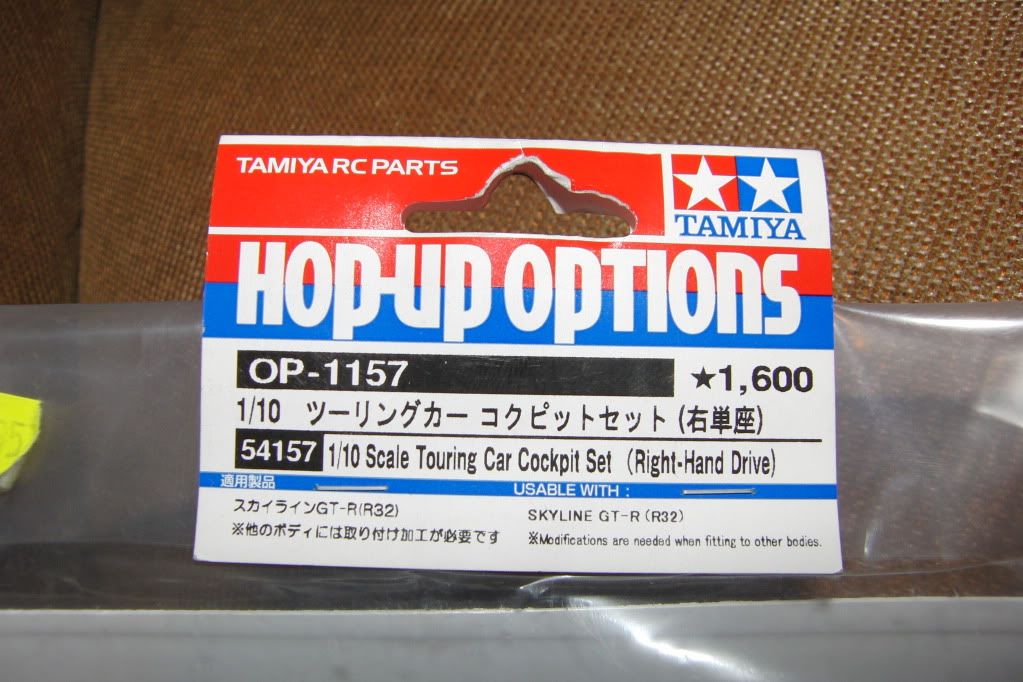 TAMIYA RC PARTS
TAMIYA
HOP-UP OPTIONS
OP-1157 ★1,600
1/10 ツーリングカー コクピットセット (右単座)
54157 1/10 Scale Touring Car Cockpit Set (Right-Hand Drive)
適用製品 USABLE WITH :
スカイラインGT-R(R32) SKYLINE GT-R (R32)
※他のボディには取り付け加工が必要です ※Modifications are needed when fitting to other bodies.